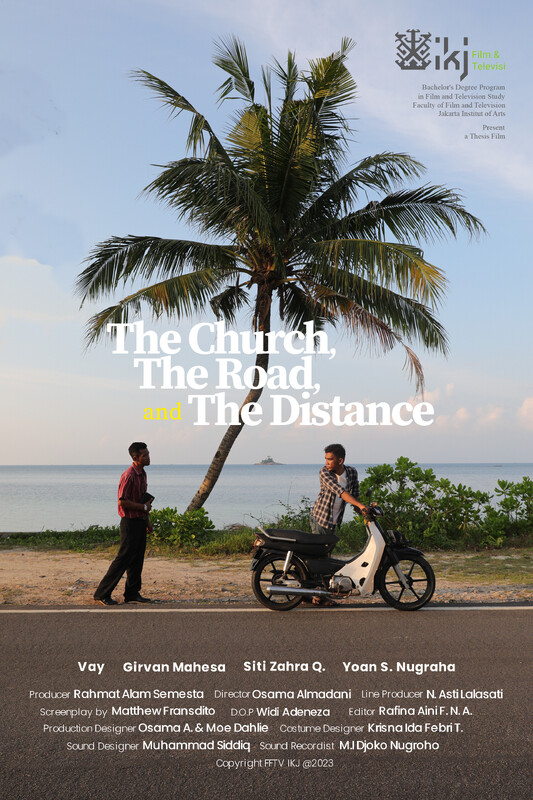 ikj
Film &
Televisi
Bachelor's Degree Program
in Film and Television Study
Faculty of Film and Television
Jakarta Institut of Arts
Present
a Thesis Film
The Church,
The Road,
and The Distance
Vay Girvan Mahesa Siti Zahra Q. Yoan S. Nugraha
Producer Rahmat Alam Semesta Director Osama Almadani Line Producer N. Asti Lalasati
Screenplay by Matthew Fransdito D.O.P Widi Adeneza Editor Rafina Aini F. N. A.
Production Designer Osama A. & Moe Dahlie Costume Designer Krisna Ida Febri T.
Sound Designer Muhammad Siddiq Sound Recordist M.I Djoko Nugroho
Copyright FFTV IKJ @2023